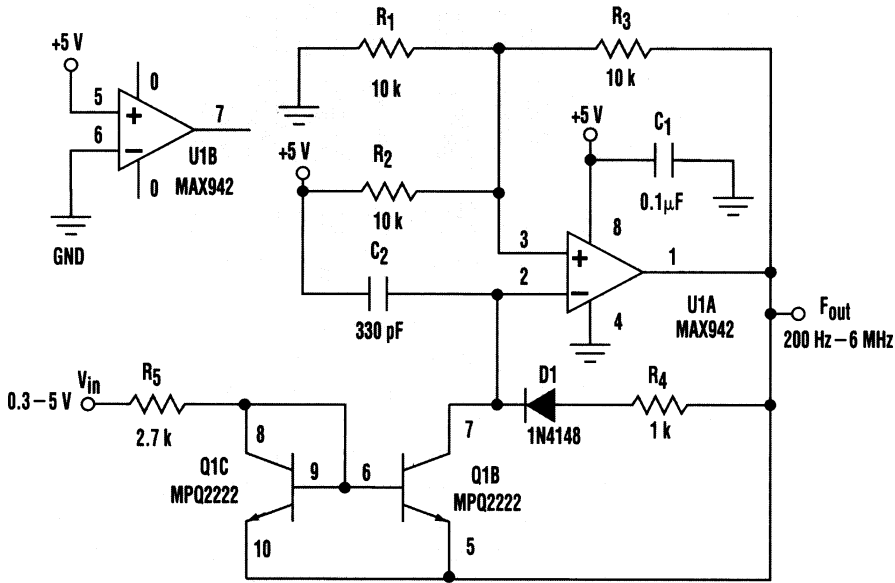 R1
10 k
R3
10 k
+5 V
5
6
0
0
7
U1B
MAX942
GND
+5 V
R2
10 k
C2
330 pF
+5 V
C1
0.1µF
8
3
2
1
4
U1A
MAX942
Fout
200 Hz–6 MHz
0.3–5 V
Vin
R5
2.7 k
D1
1N4148
R4
1 k
8
9
10
Q1C
MPQ2222
6
7
5
Q1B
MPQ2222